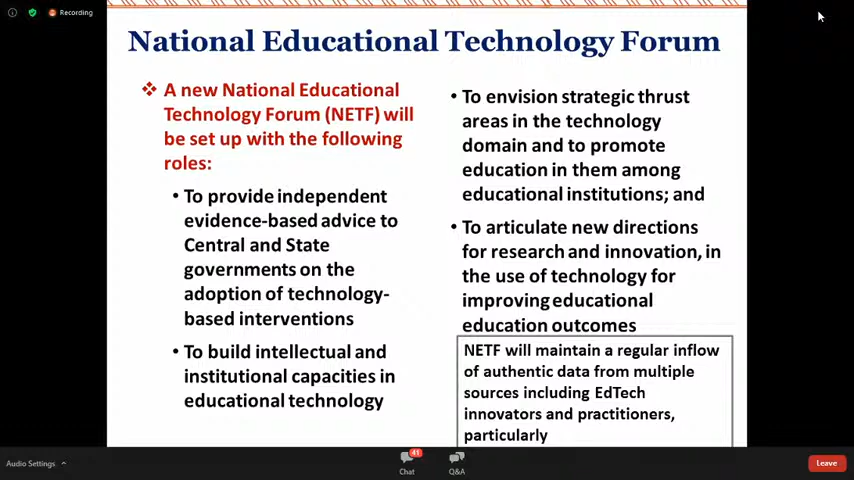 Recording
National Educational Technology Forum
A new National Educational
Technology Forum (NETF) will
be set up with the following
roles:
• To provide independent
evidence-based advice to
Central and State
governments on the
adoption of technology-
based interventions
• To build intellectual and
institutional capacities in
educational technology
• To envision strategic thrust
areas in the technology
domain and to promote
education in them among
educational institutions; and
• To articulate new directions
for research and innovation, in
the use of technology for
improving educational
education outcomes
NETF will maintain a regular inflow
of authentic data from multiple
sources including EdTech
innovators and practitioners,
particularly
Audio Settings
41
Chat
Q&A
Leave